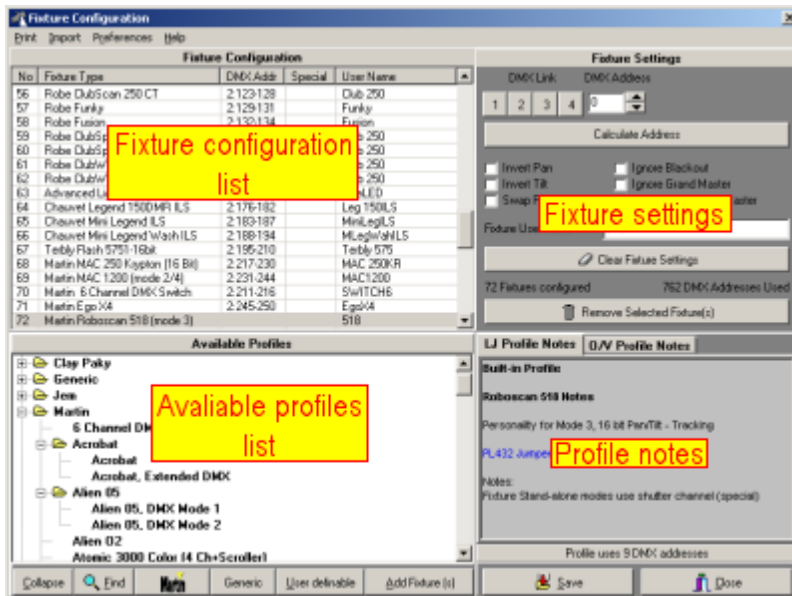 Fixture Configuration
Print Import Preferences Help
Fixture Configuration
No Fixture Type DMX Addr Special User Name
56 Robe ClubScan 250 CT 2:123-128 Club 250
57 Robe Funky 2:129-131 Funky
58 Robe Fusion 2:132-134 Fusion
59 250
60 250
61 250
62 250
63 Advanced
64 Chauvet Legend 150DMR ILS 2:176-182 Leg 150ILS
65 Chauvet Mini Legend ILS 2:183-187 MiniLegILS
66 Chauvet Mini Legend Wash ILS 2:188-194 MLegWahILS
67 Terbly Flash 5751-16bit 2:195-210 Terbly 575
68 Martin MAC 250 Krypton (16 Bit) 2:217-230 MAC 250KR
69 Martin MAC 1200 (mode 2/4) 2:231-244 MAC1200
70 Martin 6 Channel DMX Switch 2:211-216 SWITCH6
71 Martin Ego X4 2:245-250 EgoX4
72 Martin Roboscan 518 (mode 3) 518
Fixture configuration
list
Fixture Settings
DMX Link DMX Address
1 2 3 4 0
Calculate Address
Invert Pan Ignore Blackout
Invert Tilt Ignore Grand Master
Swap
Fixture settings
Fixture
Clear Fixture Settings
72 Fixtures configured 762 DMX Addresses Used
Remove Selected Fixture(s)
Available Profiles
Clay Paky
Generic
Jem
Martin
6 Channel
Acrobat
Acrobat
Acrobat, Extended DMX
Alien 05
Alien 05, DMX Mode 1
Alien 05, DMX Mode 2
Alien 02
Atomic 3000 Color (4 Ch+Scroller)
Avaliable profiles
list
Collapse Find Martin Generic User definable Add Fixture (s)
LJ Profile Notes O/V Profile Notes
Built-in Profile
Roboscan 518 Notes
Personality for Mode 3, 16 bit Pan/Tilt - Tracking
PL432 Jumper
Profile notes
Notes:
Fixture Stand-alone modes use shutter channel (special)
Profile uses 9 DMX addresses
Save Close